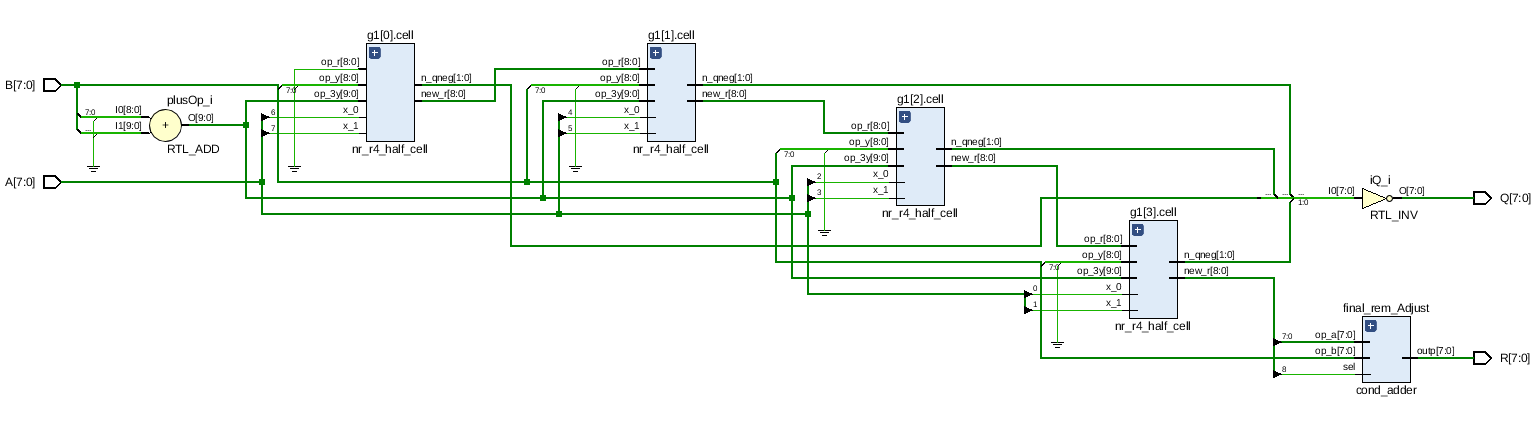 B[7:0]
A[7:0]
plusOp_i
7:0
I0[8:0]
...
I1[9:0]
+
O[9:0]
RTL_ADD
g1[0].cell
op_r[8:0]
op_y[8:0]
7:0
op_3y[9:0]
6
x_0
7
x_1
n_qneg[1:0]
new_r[8:0]
nr_r4_half_cell
g1[1].cell
op_r[8:0]
op_y[8:0]
7:0
op_3y[9:0]
4
x_0
5
x_1
n_qneg[1:0]
new_r[8:0]
nr_r4_half_cell
g1[2].cell
op_r[8:0]
op_y[8:0]
7:0
op_3y[9:0]
2
x_0
3
x_1
n_qneg[1:0]
new_r[8:0]
nr_r4_half_cell
g1[3].cell
op_r[8:0]
op_y[8:0]
7:0
op_3y[9:0]
0
x_0
1
x_1
n_qneg[1:0]
new_r[8:0]
nr_r4_half_cell
... ... ...
1:0
iQ_i
I0[7:0]
O[7:0]
RTL_INV
Q[7:0]
final_rem_Adjust
7:0
op_a[7:0]
op_b[7:0]
8
sel
outp[7:0]
cond_adder
R[7:0]